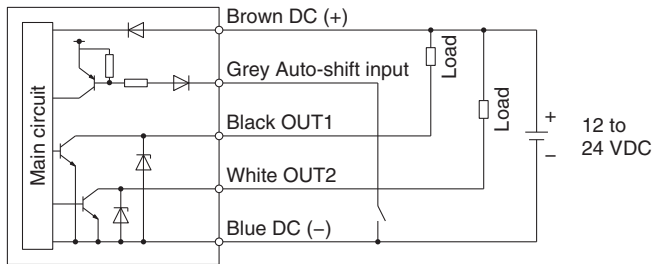 Brown DC (+)
Grey Auto-shift input
Black OUT1
White OUT2
Blue DC (−)
Main circuit
Load
Load
+
−
12 to
24 VDC